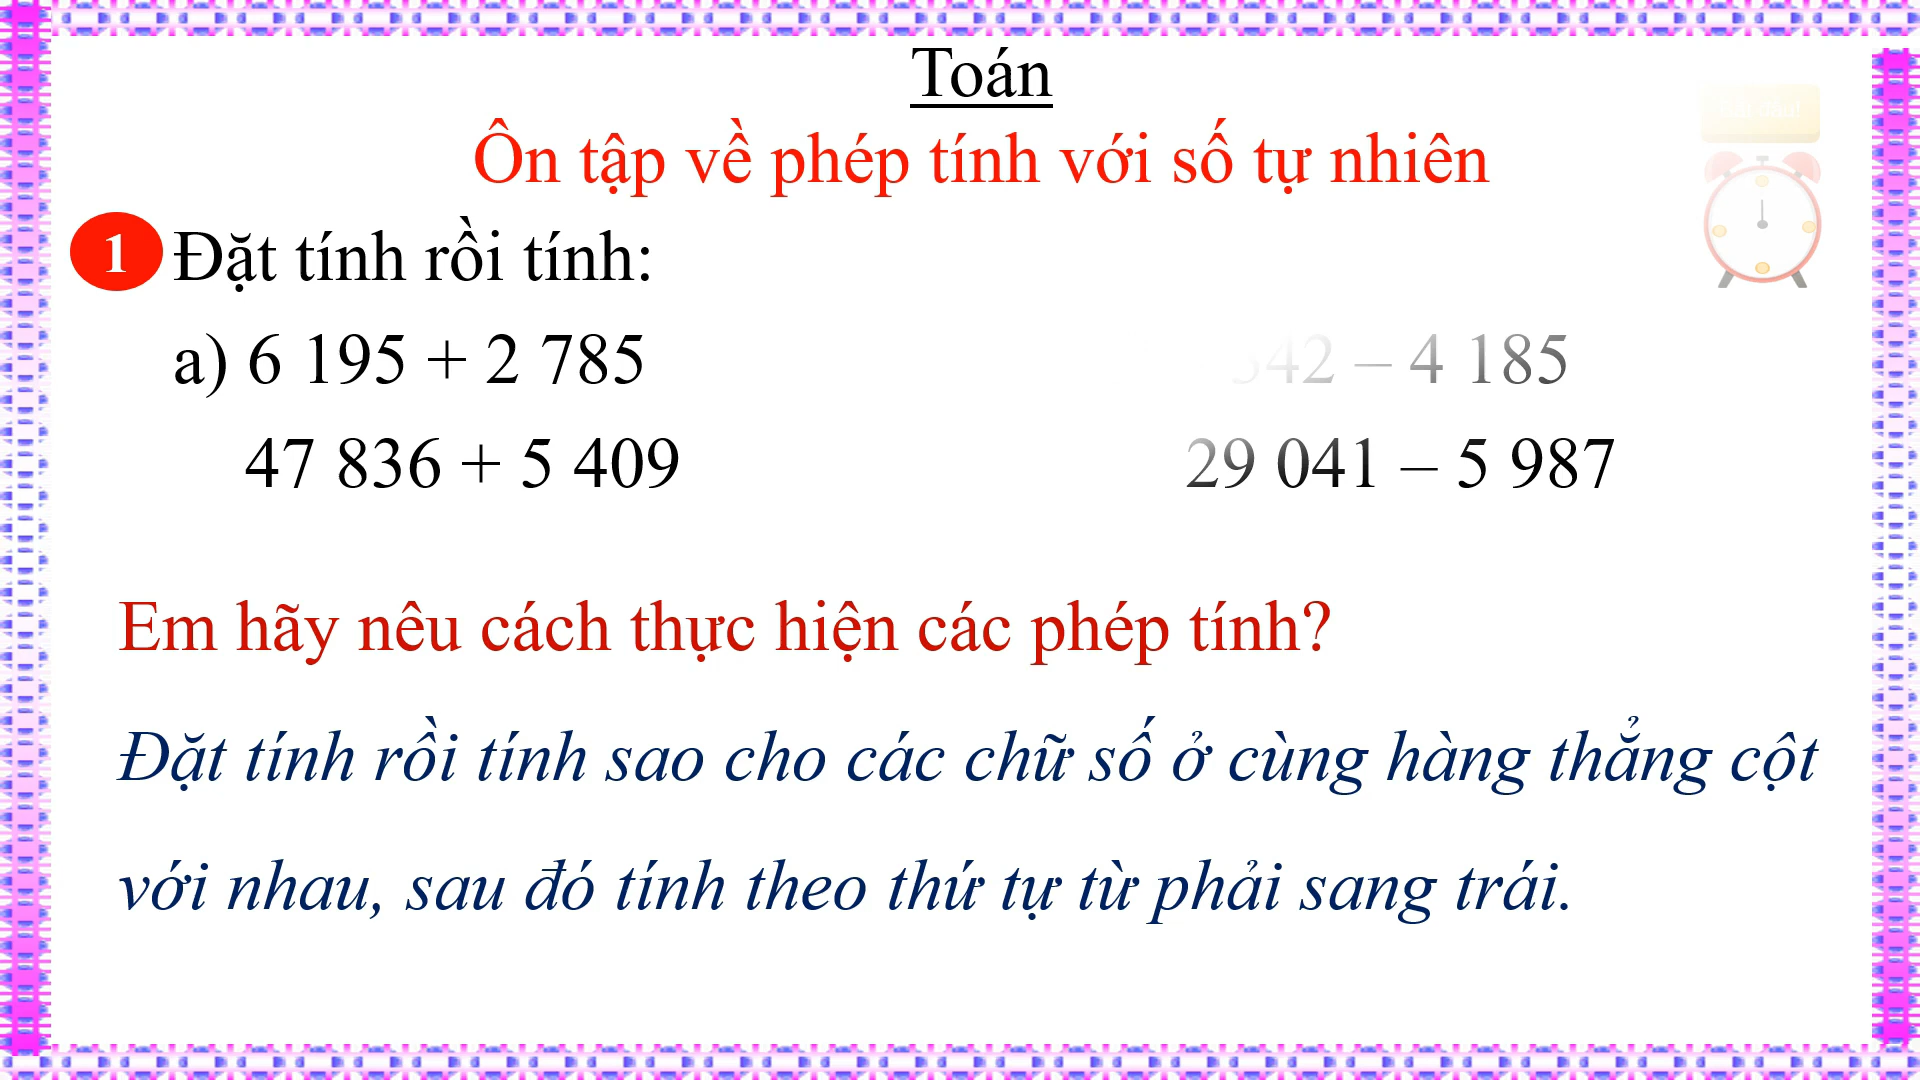 Toán
Ôn tập về phép tính với số tự nhiên
1 Đặt tính rồi tính:
a) 6 195 + 2 785 342 – 4 185
47 836 + 5 409 29 041 – 5 987
Em hãy nêu cách thực hiện các phép tính?
Đặt tính rồi tính sao cho các chữ số ở cùng hàng thẳng cột
với nhau, sau đó tính theo thứ tự từ phải sang trái.